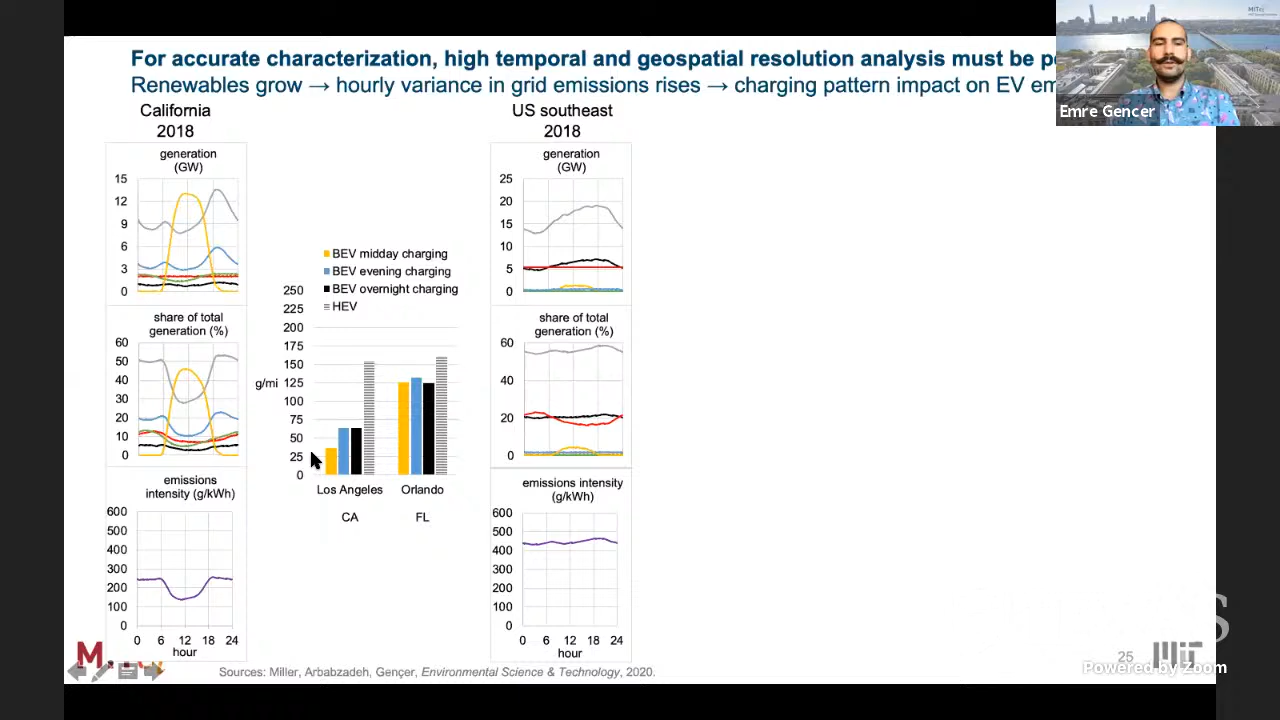 For accurate characterization, high temporal and geospatial resolution analysis must be
Renewables grow → hourly variance in grid emissions rises → charging pattern impact on EV
Emre Gencer
California
2018
generation
(GW)
15
12
9
6
3
0
share of total
generation (%)
60
50
40
30
20
10
0
emissions
intensity (g/kWh)
600
500
400
300
200
100
0
0 6 12 18 24
hour
BEV midday charging
BEV evening charging
BEV overnight charging
HEV
250
225
200
175
150
g/mi 125
100
75
50
25
0
Los Angeles Orlando
CA FL
US southeast
2018
generation
(GW)
25
20
15
10
5
0
share of total
generation (%)
60
40
20
0
emissions intensity
(g/kWh)
600
500
400
300
200
100
0
0 6 12 18 24
hour
Sources: Miller, Arbabzadeh, Gençer, Environmental Science & Technology, 2020.
25
Powered by Zoom